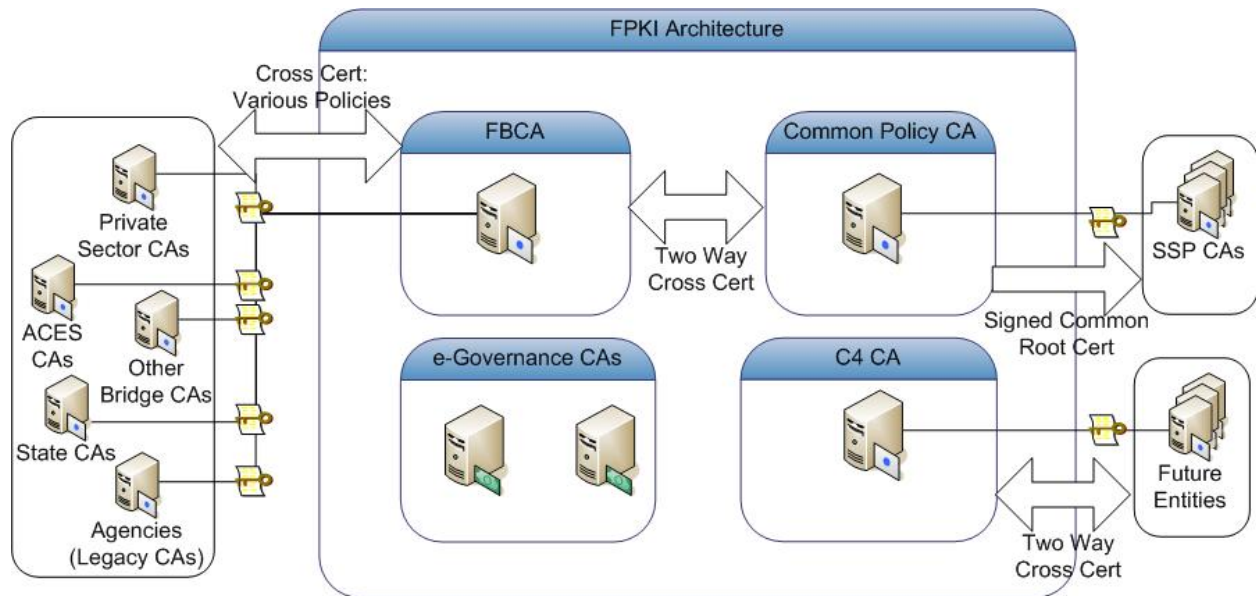 FPKI Architecture
Cross Cert:
Various Policies
FBCA
Common Policy CA
Private
Sector CAs
Two Way
Cross Cert
SSP CAs
ACES
CAs
Other
Bridge CAs
Signed Common
Root Cert
e-Governance CAs
C4 CA
State CAs
Future
Entities
Agencies
(Legacy CAs)
Two Way
Cross Cert